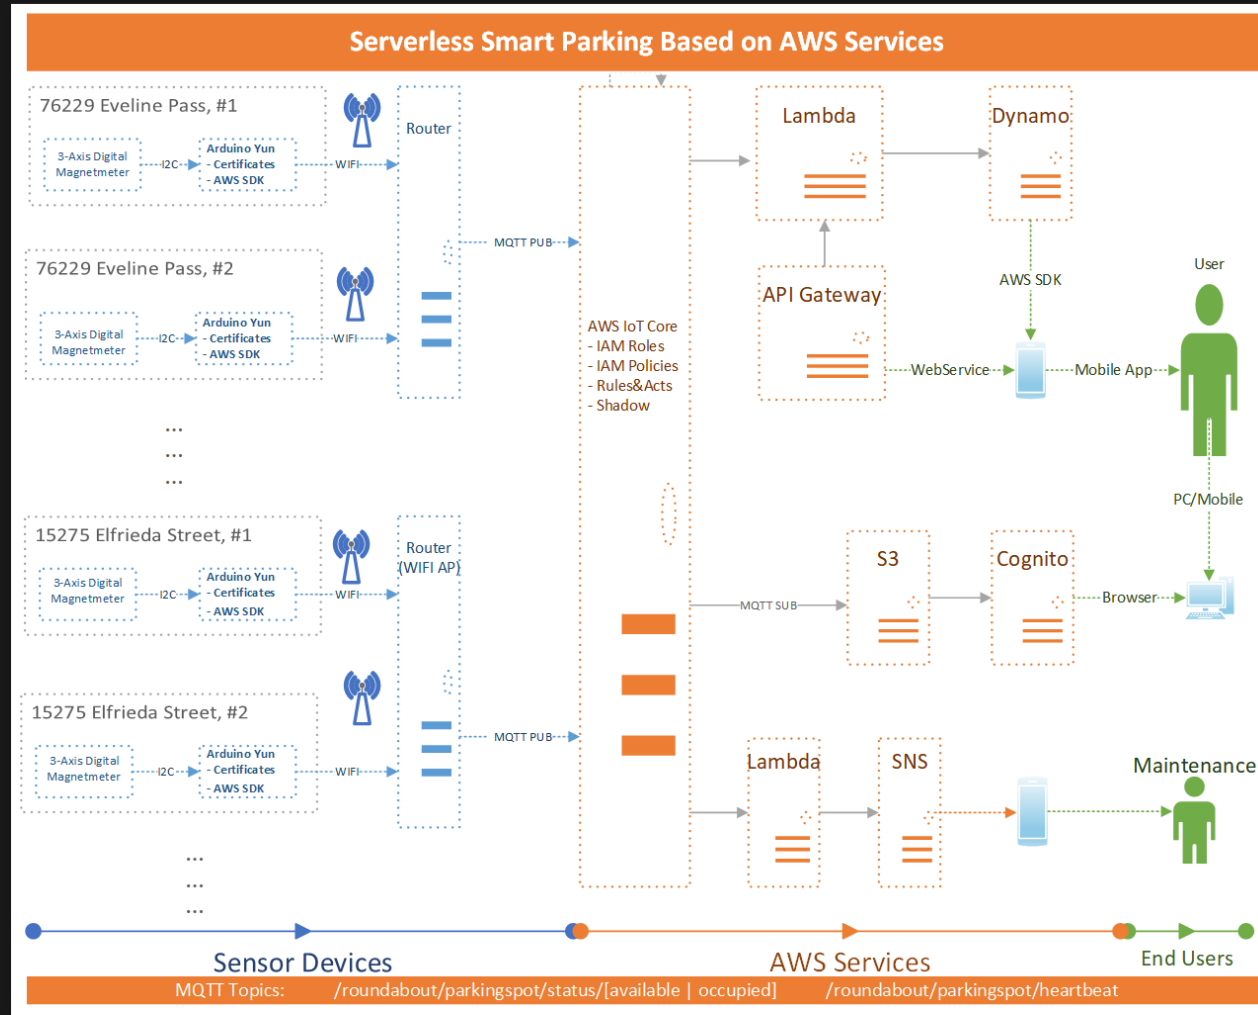 Serverless Smart Parking Based on AWS Services
76229 Eveline Pass, #1
3-Axis Digital
Magnetmeter
I2C
Arduino Yun
- Certificates
- AWS SDK
WIFI
Router
76229 Eveline Pass, #2
3-Axis Digital
Magnetmeter
I2C
Arduino Yun
- Certificates
- AWS SDK
WIFI
MQTT PUB
...
...
...
15275 Elfrieda Street, #1
3-Axis Digital
Magnetmeter
I2C
Arduino Yun
- Certificates
- AWS SDK
WIFI
Router
(WIFI AP)
15275 Elfrieda Street, #2
3-Axis Digital
Magnetmeter
I2C
Arduino Yun
- Certificates
- AWS SDK
WIFI
MQTT PUB
...
...
...
AWS IoT Core
- IAM Roles
- IAM Policies
- Rules&Acts
- Shadow
Lambda
Dynamo
API Gateway
AWS SDK
User
WebService
Mobile App
PC/Mobile
MQTT SUB
S3
Cognito
Browser
Lambda
SNS
Maintenance
Sensor Devices
AWS Services
End Users
MQTT Topics: /roundabout/parkingspot/status/[available | occupied] /roundabout/parkingspot/heartbeat